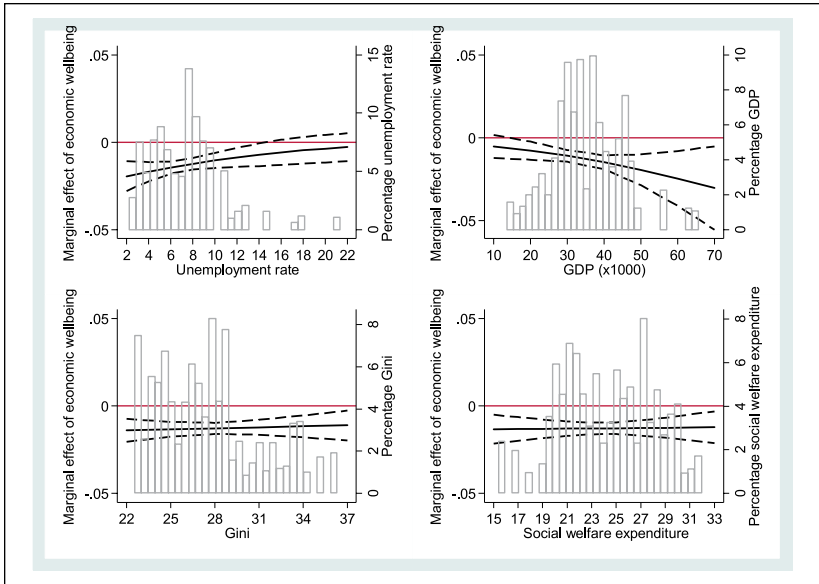 Marginal effect of economic wellbeing
.05
0
-.05
15
10
5
0
Percentage unemployment rate
2 4 6 8 10 12 14 16 18 20 22
Unemployment rate
Marginal effect of economic wellbeing
.05
0
-.05
10
8
6
4
2
0
Percentage GDP
10 20 30 40 50 60 70
GDP (x1000)
Marginal effect of economic wellbeing
.05
0
-.05
8
6
4
2
0
Percentage Gini
22 25 28 31 34 37
Gini
Marginal effect of economic wellbeing
.05
0
-.05
8
6
4
2
0
Percentage social welfare expenditure
15 17 19 21 23 25 27 29 31 33
Social welfare expenditure